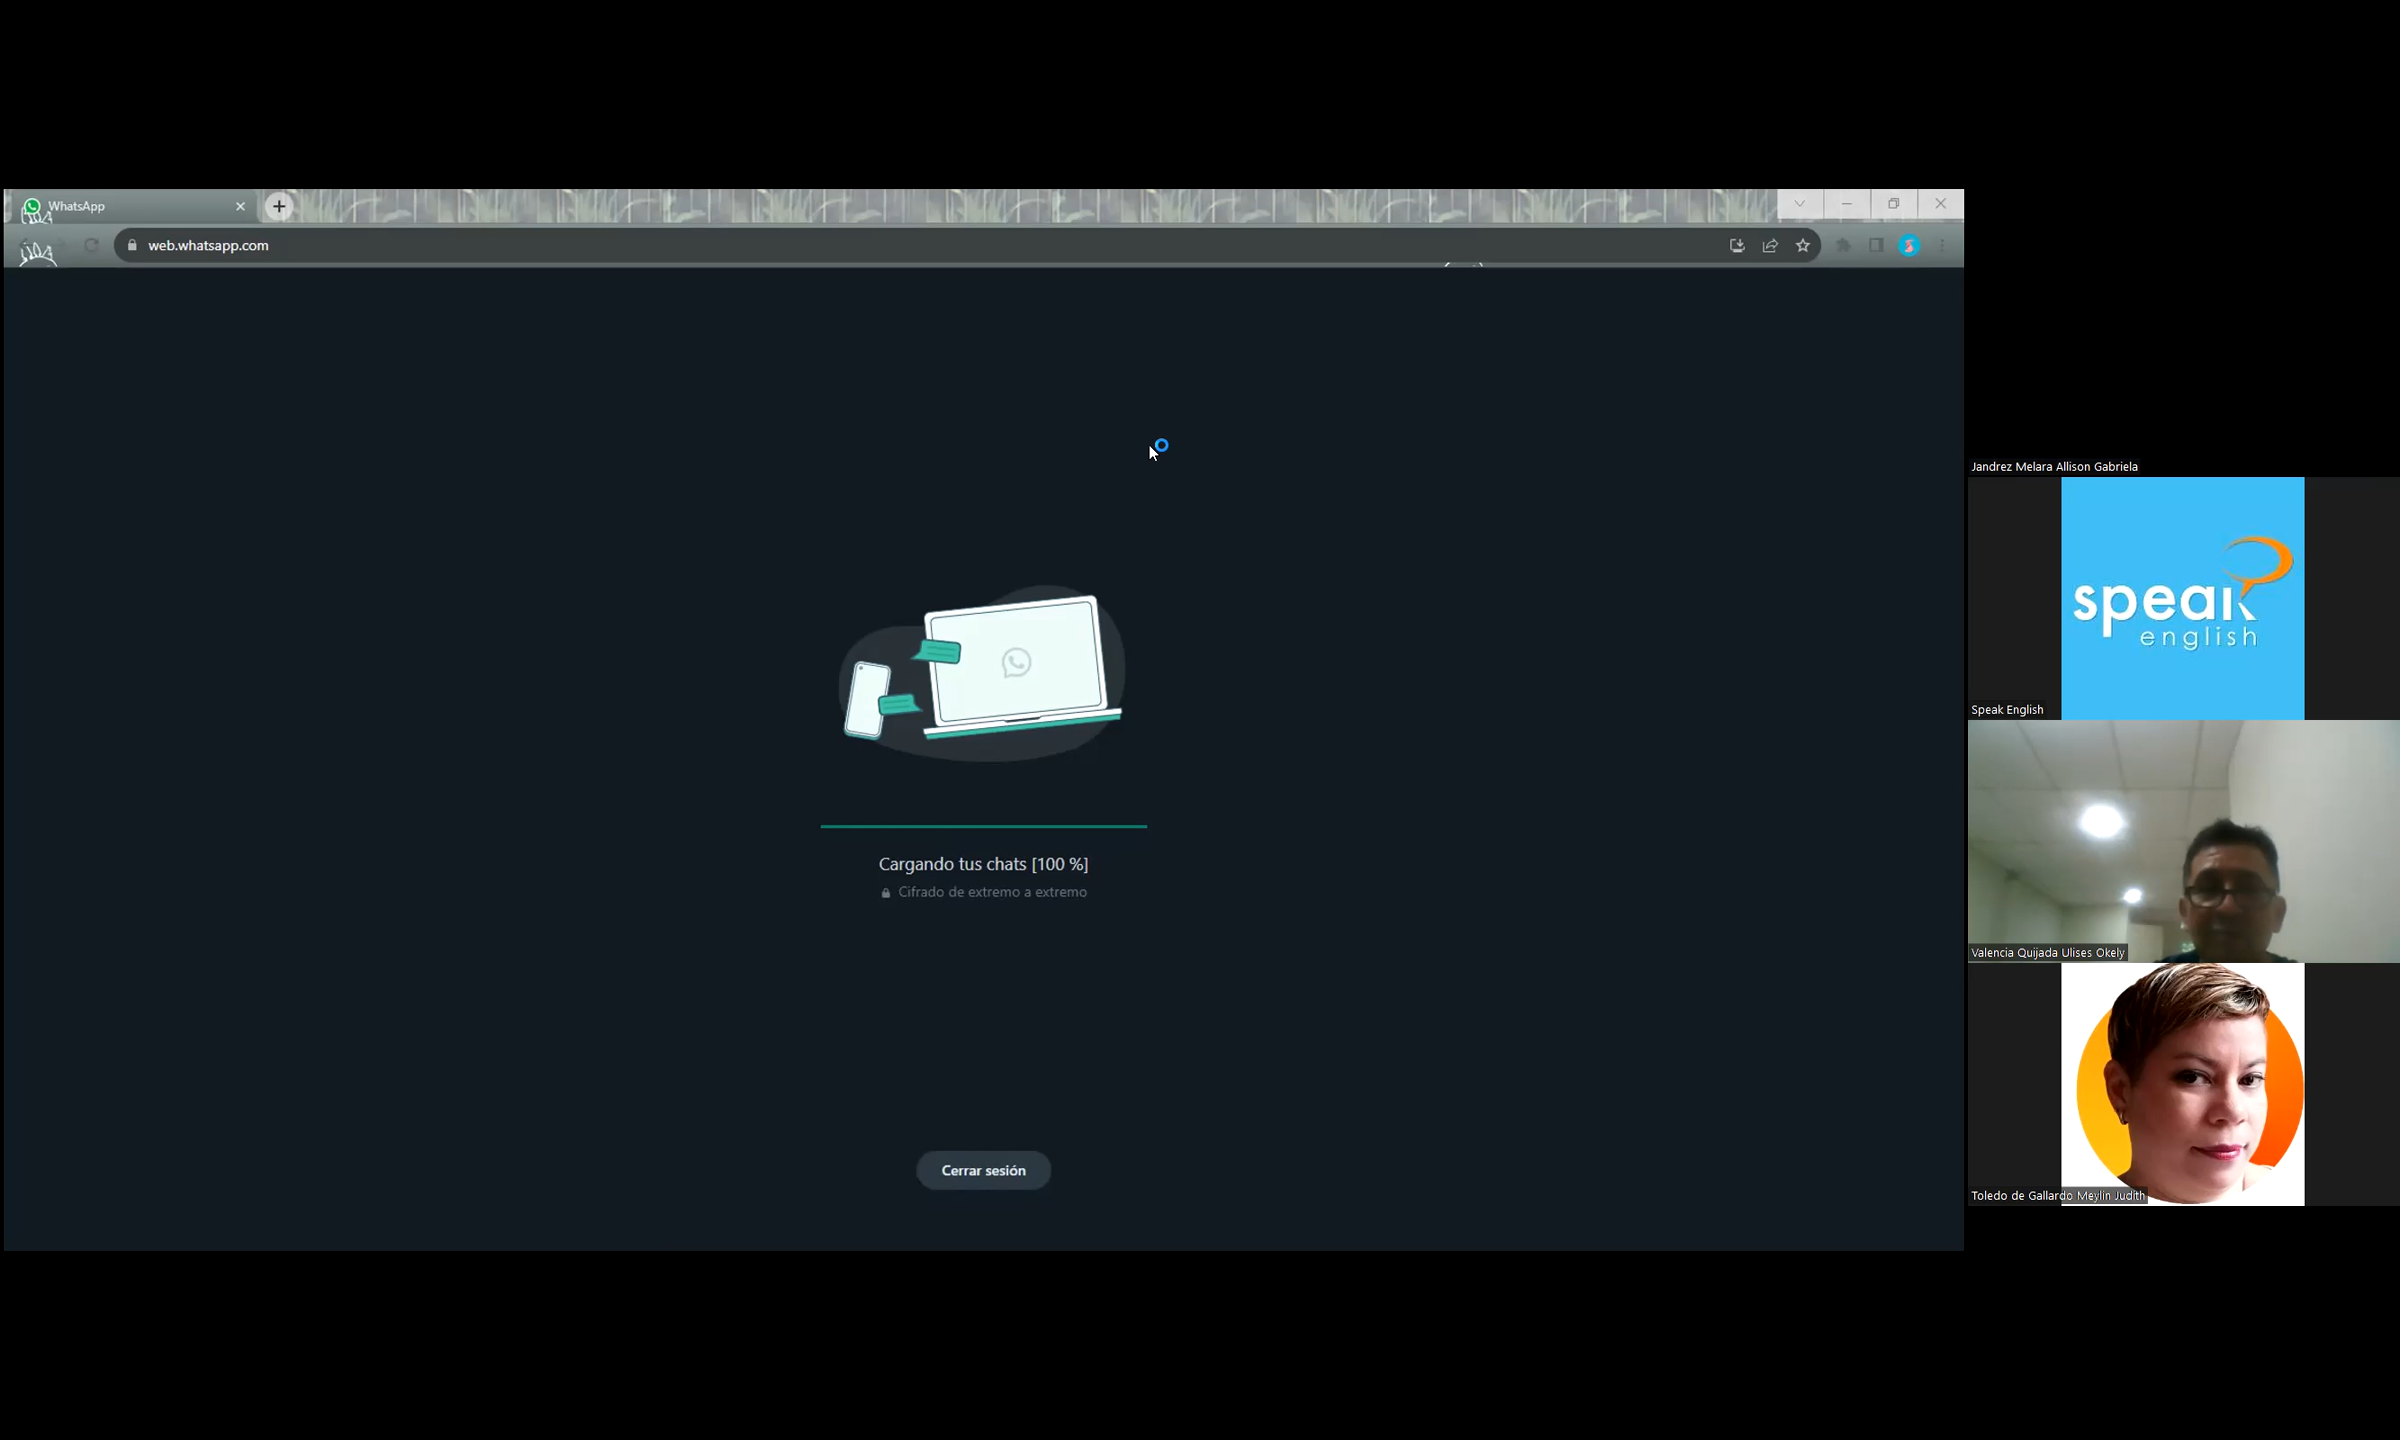 WhatsApp
web.whatsapp.com
Cargando tus chats [100 %]
Cifrado de extremo a extremo
Cerrar sesión
Jandrez Melara Allison Gabriela
speak
english
Speak English
Valencia Quijada Ulises Okely
Toledo de Gallardo Meylin Judith